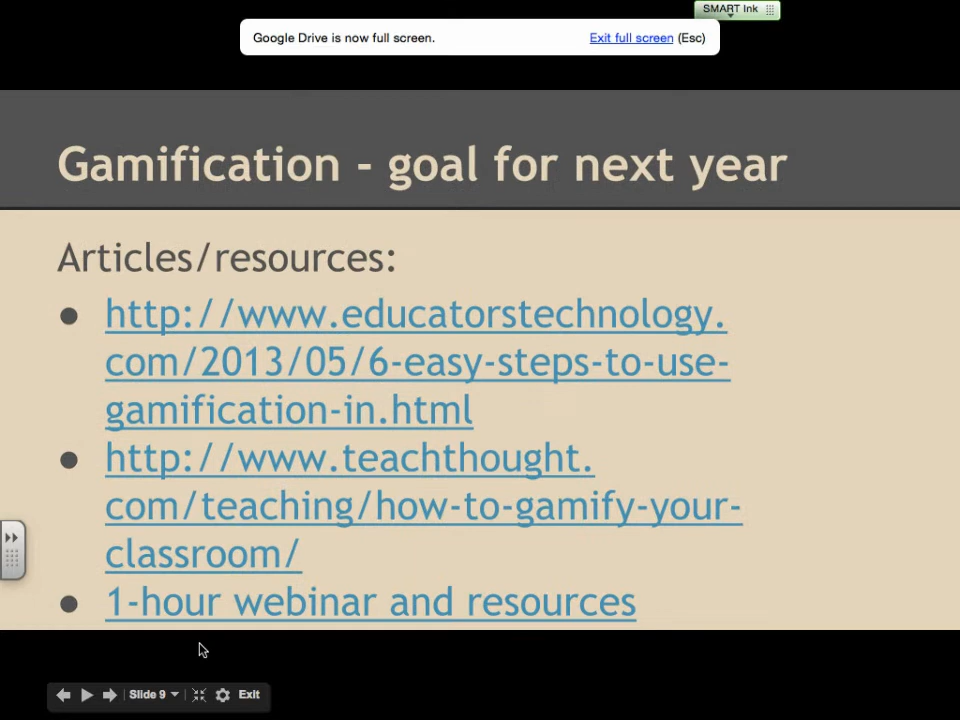 SMART Ink
Google Drive is now full screen. Exit full screen (Esc)
Gamification - goal for next year
Articles/resources:
● http://www.educatorstechnology.
com/2013/05/6-easy-steps-to-use-
gamification-in.html
● http://www.teachthought.
com/teaching/how-to-gamify-your-
classroom/
● 1-hour webinar and resources
Slide 9 Exit